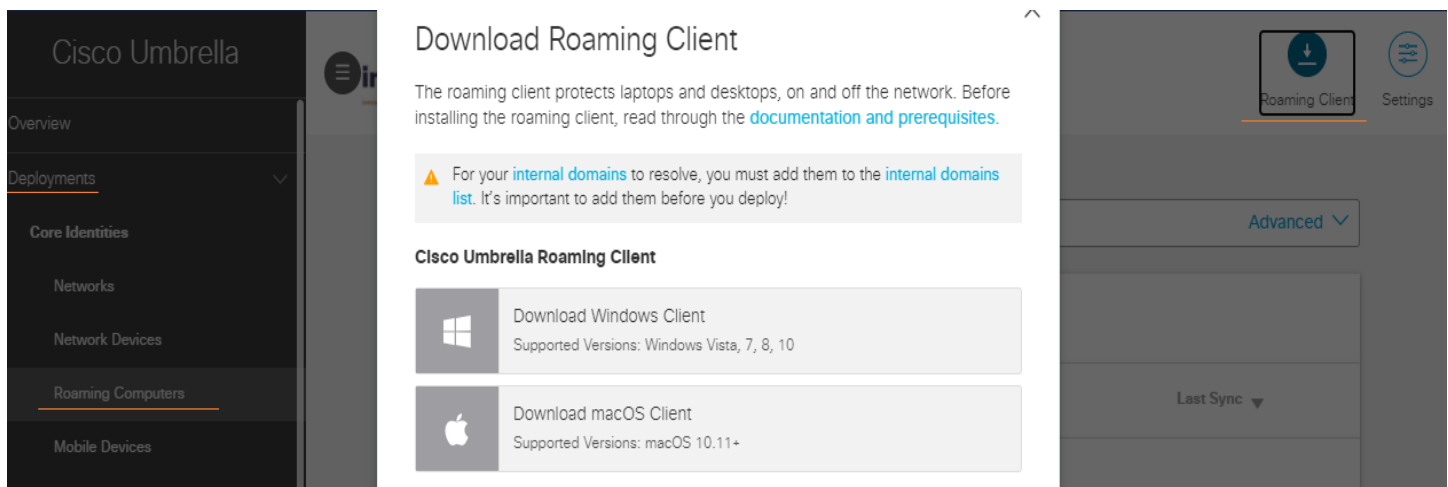 Cisco Umbrella
Overview
Deployments
Core Identities
Networks
Network Devices
Roaming Computers
Mobile Devices
Download Roaming Client
The roaming client protects laptops and desktops, on and off the network. Before
installing the roaming client, read through the documentation and prerequisites.
For your internal domains to resolve, you must add them to the internal domains
list. It's important to add them before you deploy!
Cisco Umbrella Roaming Client
Download Windows Client
Supported Versions: Windows Vista, 7, 8, 10
Download macOS Client
Supported Versions: macOS 10.11+
Roaming Client
Settings
Advanced
Last Sync